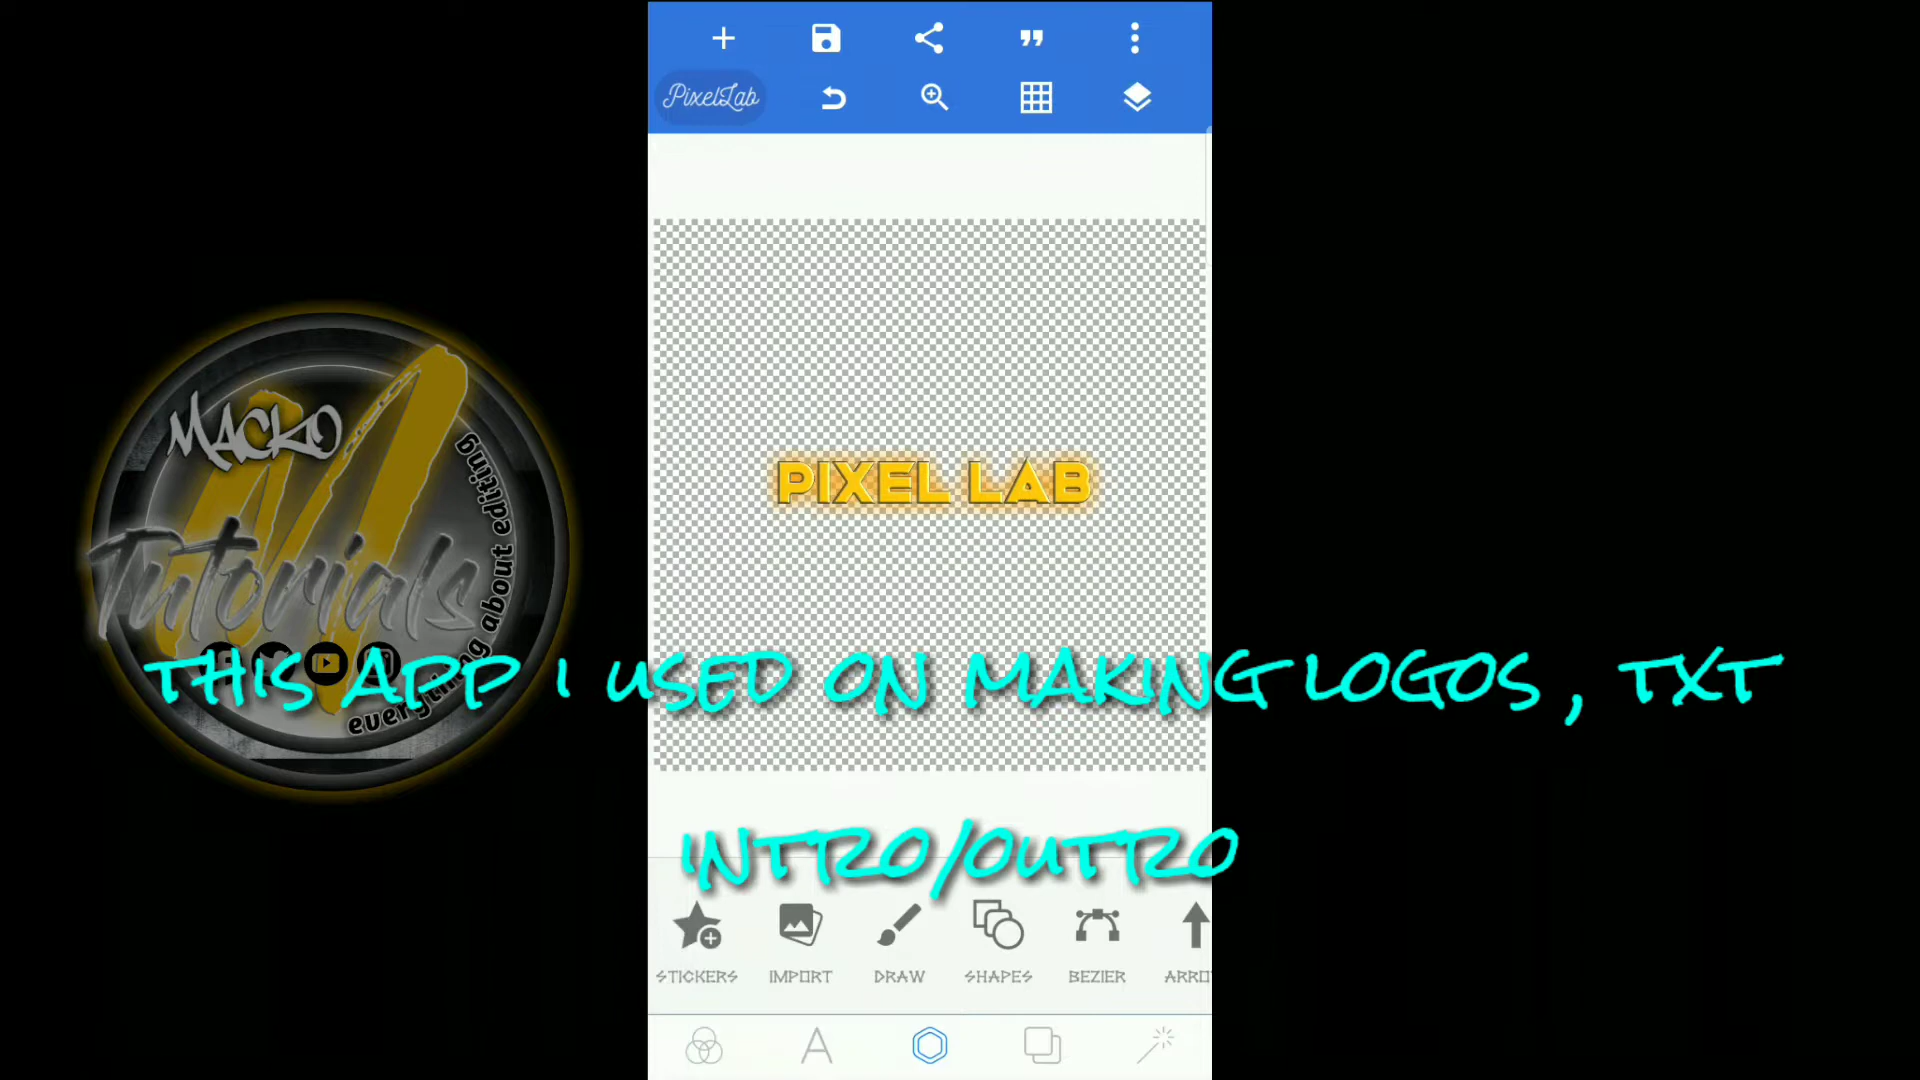 PixelLab
PIXEL LAB
MACKO
M
Tutorials
everything about editing
THIS APP I USED ON MAKING LOGOS, TXT
INTRO/OUTRO
STICKERS IMPORT DRAW SHAPES BEZIER ARRO